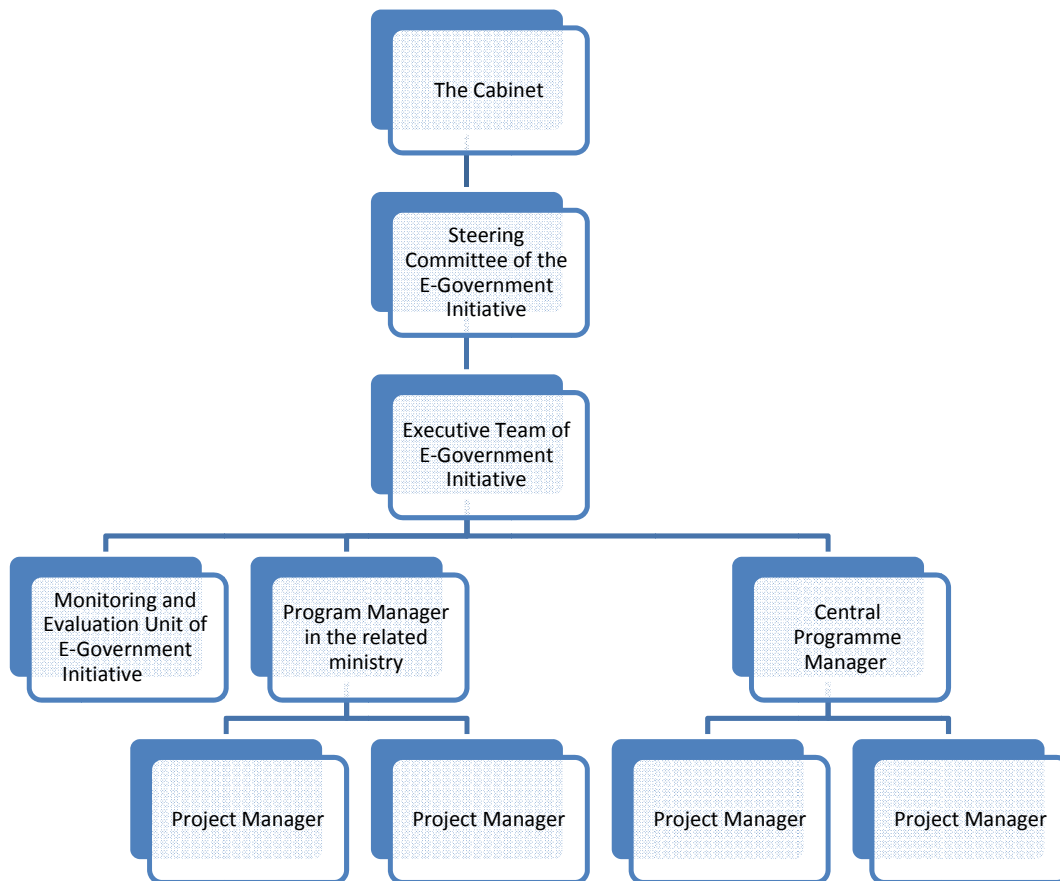 The Cabinet
Steering
Committee of the
E-Government
Initiative
Executive Team of
E-Government
Initiative
Monitoring and
Evaluation Unit of
E-Government
Initiative
Program Manager
in the related
ministry
Central
Programme
Manager
Project Manager
Project Manager
Project Manager
Project Manager